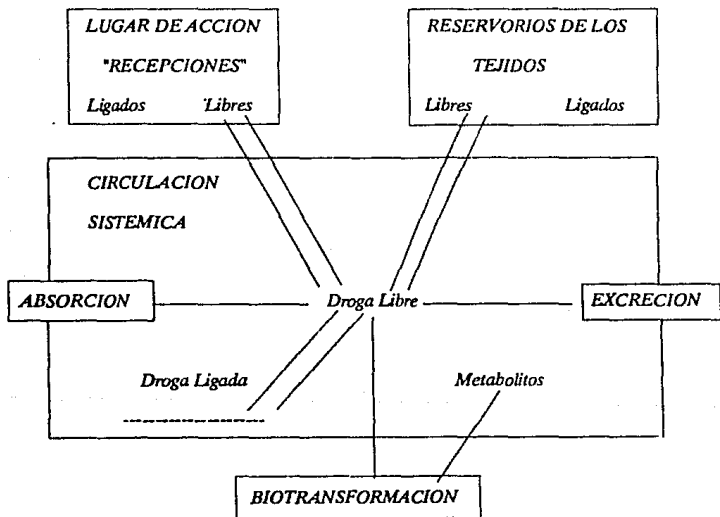 LUGAR DE ACCION
"RECEPCIONES"
Ligados Libres
RESERVORIOS DE LOS
TEJIDOS
Libres Ligados
CIRCULACION
SISTEMICA
ABSORCION
Droga Libre
EXCRECION
Droga Ligada
Metabolitos
BIOTRANSFORMACION